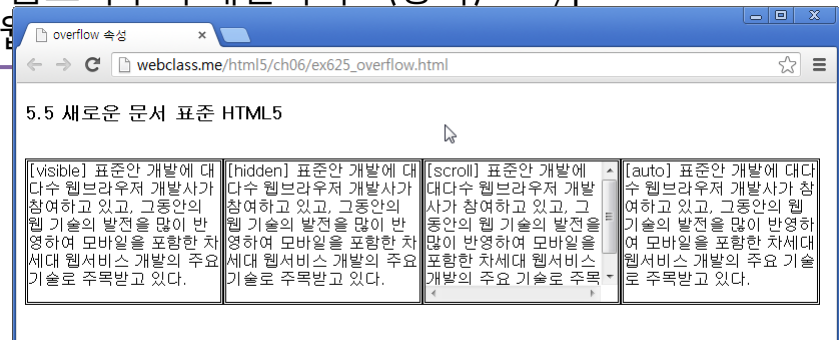 overflow 속성
webclass.me/html5/ch06/ex625_overflow.html
5.5 새로운 문서 표준 HTML5
[visible] 표준안 개발에 대
다수 웹브라우저 개발사가
참여하고 있고, 그동안의
웹 기술의 발전을 많이 반
영하여 모바일을 포함한 차
세대 웹서비스 개발의 주요
기술로 주목받고 있다.
[hidden] 표준안 개발에 대
다수 웹브라우저 개발사가
참여하고 있고, 그동안의
웹 기술의 발전을 많이 반
영하여 모바일을 포함한 차
세대 웹서비스 개발의 주요
기술로 주목받고 있다.
[scroll] 표준안 개발에
대다수 웹브라우저 개발
사가 참여하고 있고, 그
동안의 웹 기술의 발전을
많이 반영하여 모바일을
포함한 차세대 웹서비스
개발의 주요 기술로 주목
[auto] 표준안 개발에 대다
수 웹브라우저 개발사가 참
여하고 있고, 그동안의 웹
기술의 발전을 많이 반영하
여 모바일을 포함한 차세대
웹서비스 개발의 주요 기술
로 주목받고 있다.